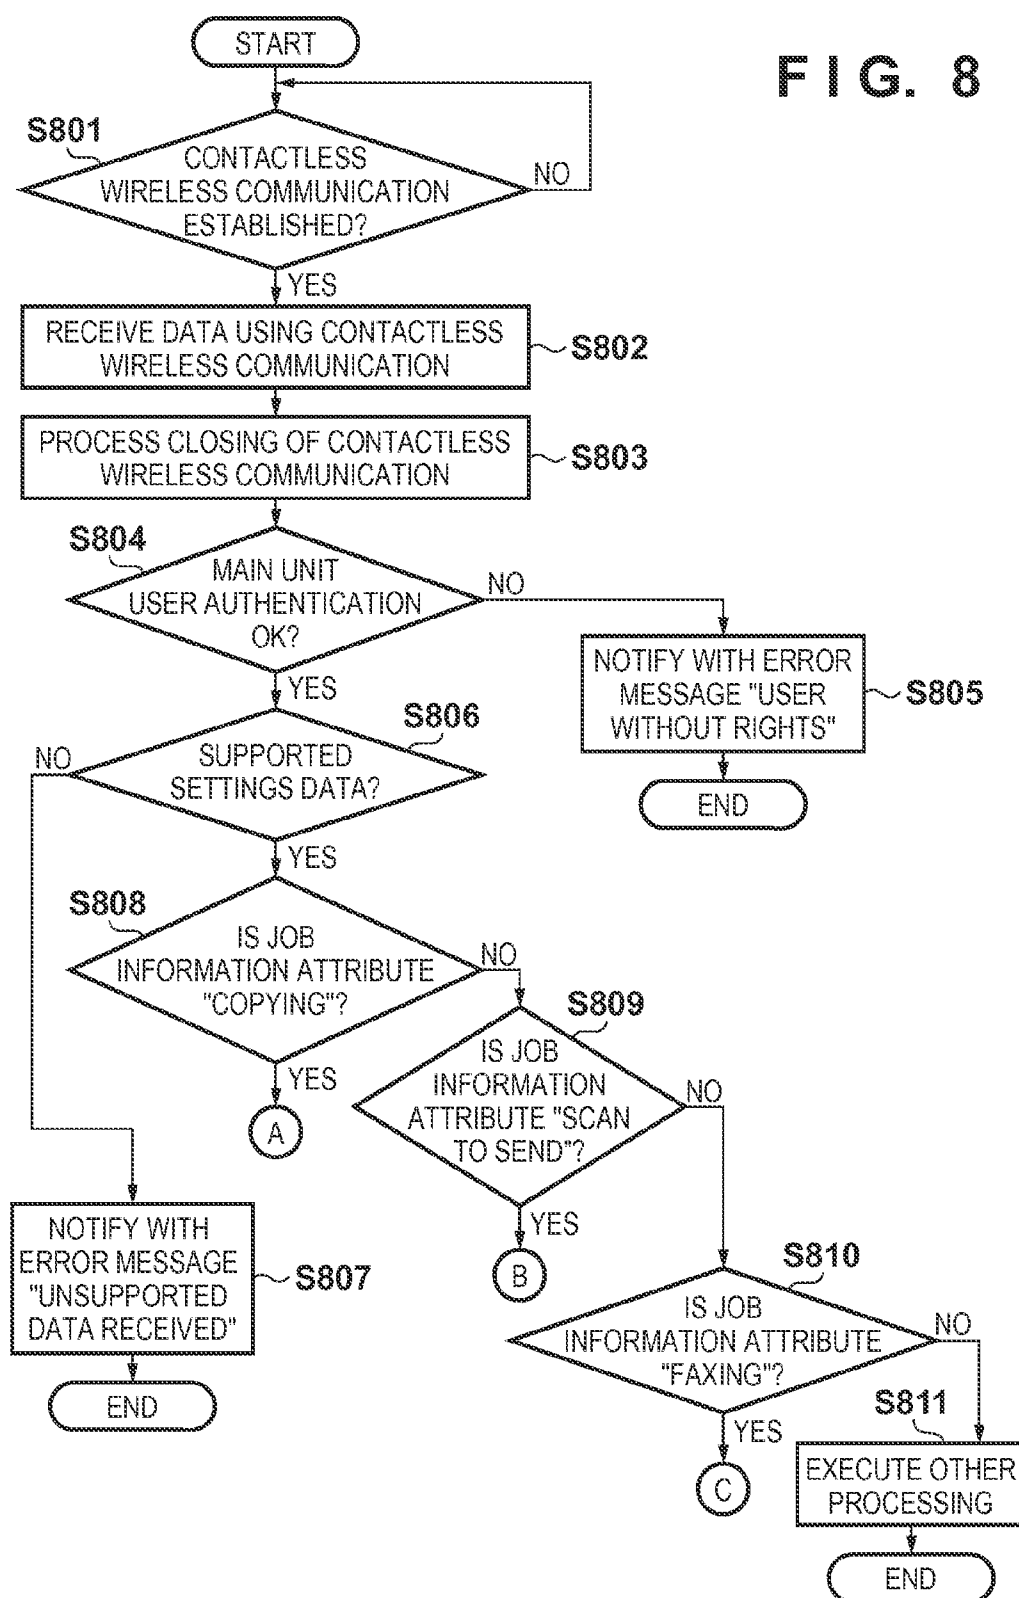 START
FIG. 8
S801
CONTACTLESS
WIRELESS COMMUNICATION
ESTABLISHED?
NO
YES
RECEIVE DATA USING CONTACTLESS
WIRELESS COMMUNICATION
S802
PROCESS CLOSING OF CONTACTLESS
WIRELESS COMMUNICATION
S803
S804
MAIN UNIT
USER AUTHENTICATION
OK?
NO
YES
NOTIFY WITH ERROR
MESSAGE "USER
WITHOUT RIGHTS"
S805
END
S806
SUPPORTED
SETTINGS DATA?
NO
YES
S808
IS JOB
INFORMATION ATTRIBUTE
"COPYING"?
NO
YES
A
S809
IS JOB
INFORMATION
ATTRIBUTE "SCAN
TO SEND"?
NO
YES
B
NOTIFY WITH
ERROR MESSAGE
"UNSUPPORTED
DATA RECEIVED"
S807
END
S810
IS JOB
INFORMATION ATTRIBUTE
"FAXING"?
NO
YES
C
S811
EXECUTE OTHER
PROCESSING
END